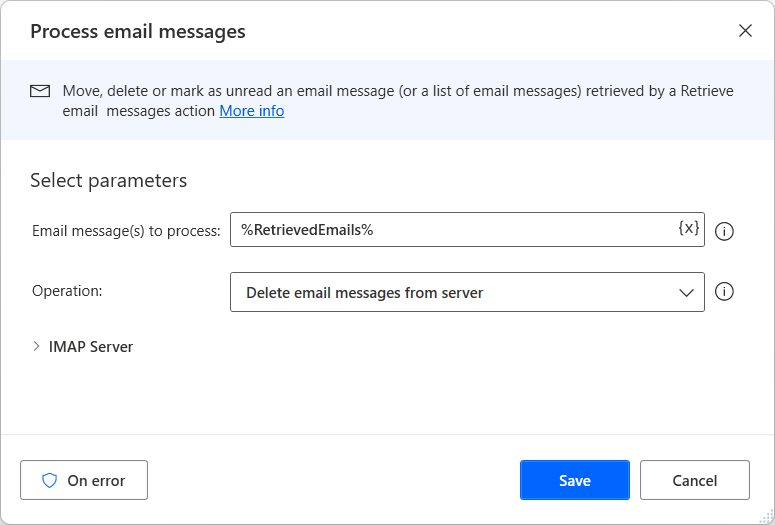 Process email messages
Move, delete or mark as unread an email message (or a list of email messages) retrieved by a Retrieve
email  messages action More info
Select parameters
Email message(s) to process: %RetrievedEmails% {x}
Operation: Delete email messages from server
IMAP Server
On error Save Cancel